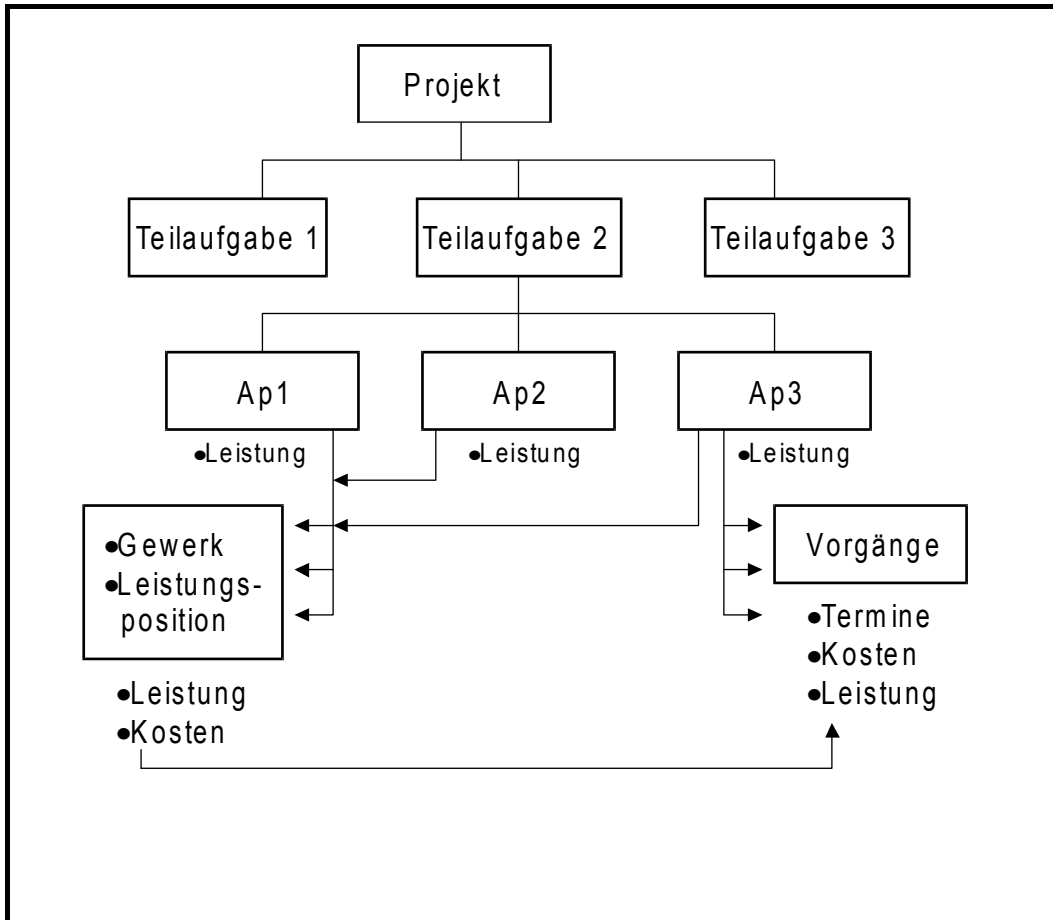 Projekt
Teilaufgabe 1
Teilaufgabe 2
Teilaufgabe 3
Ap1
Ap2
Ap3
●Leistung
●Leistung
●Leistung
●Gewerk
●Leistungs-
position
Vorgänge
●Termine
●Kosten
●Leistung
●Leistung
●Kosten